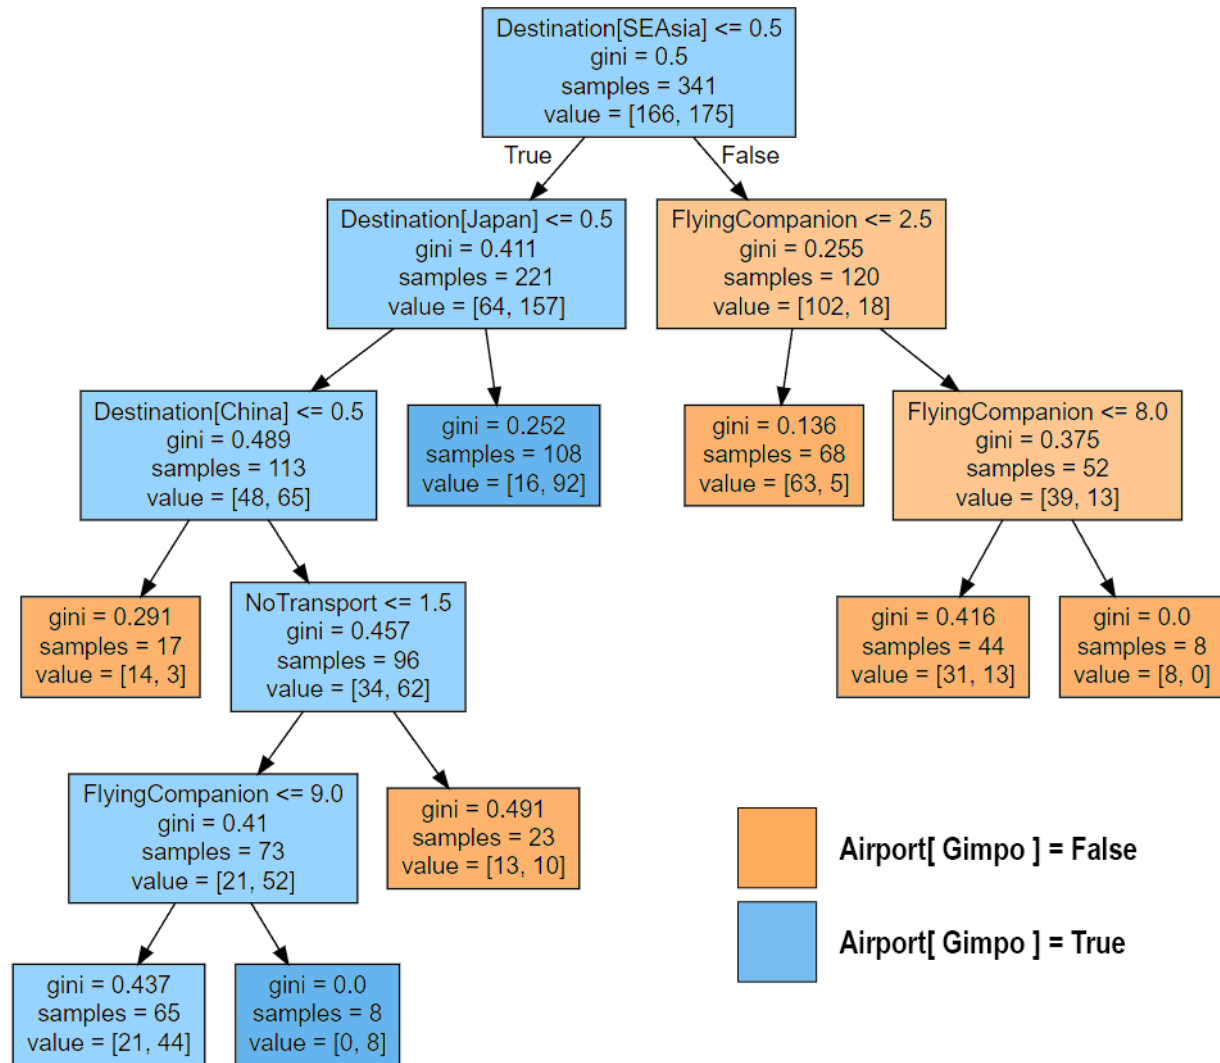 Destination[SEAsia] <= 0.5
gini = 0.5
samples = 341
value = [166, 175]
True
False
Destination[Japan] <= 0.5
gini = 0.411
samples = 221
value = [64, 157]
FlyingCompanion <= 2.5
gini = 0.255
samples = 120
value = [102, 18]
Destination[China] <= 0.5
gini = 0.489
samples = 113
value = [48, 65]
gini = 0.252
samples = 108
value = [16, 92]
gini = 0.136
samples = 68
value = [63, 5]
FlyingCompanion <= 8.0
gini = 0.375
samples = 52
value = [39, 13]
gini = 0.291
samples = 17
value = [14, 3]
NoTransport <= 1.5
gini = 0.457
samples = 96
value = [34, 62]
gini = 0.416
samples = 44
value = [31, 13]
gini = 0.0
samples = 8
value = [8, 0]
FlyingCompanion <= 9.0
gini = 0.41
samples = 73
value = [21, 52]
gini = 0.491
samples = 23
value = [13, 10]
Airport[ Gimpo ] = False
Airport[ Gimpo ] = True
gini = 0.437
samples = 65
value = [21, 44]
gini = 0.0
samples = 8
value = [0, 8]